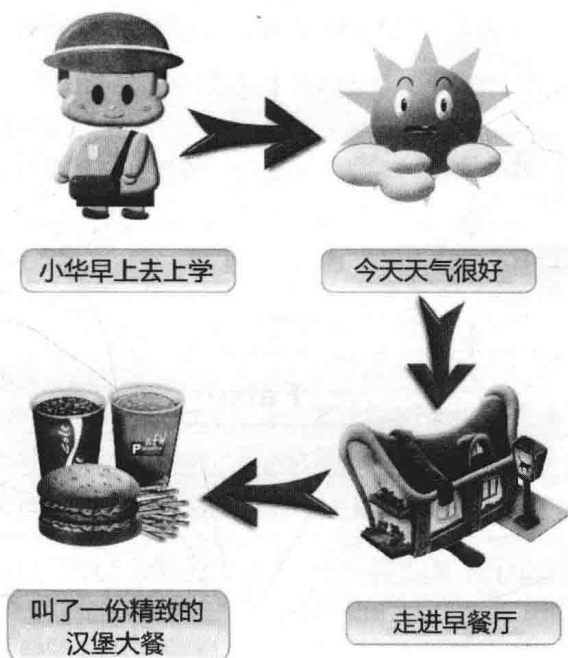 小华早上去上学
今天天气很好
走进早餐厅
叫了一份精致的
汉堡大餐